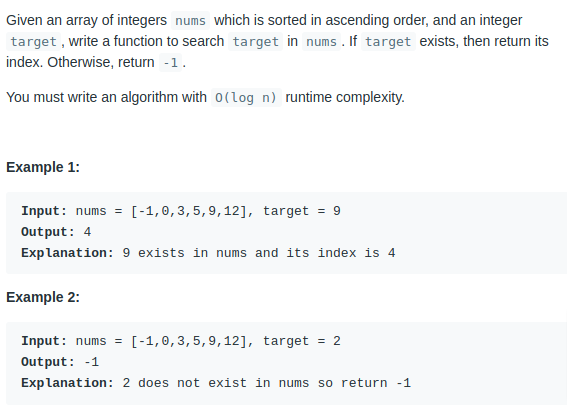 Given an array of integers nums which is sorted in ascending order, and an integer
target , write a function to search target in nums . If target exists, then return its
index. Otherwise, return -1 .
You must write an algorithm with O(log n) runtime complexity.
Example 1:
Input: nums = [-1,0,3,5,9,12], target = 9
Output: 4
Explanation: 9 exists in nums and its index is 4
Example 2:
Input: nums = [-1,0,3,5,9,12], target = 2
Output: -1
Explanation: 2 does not exist in nums so return -1